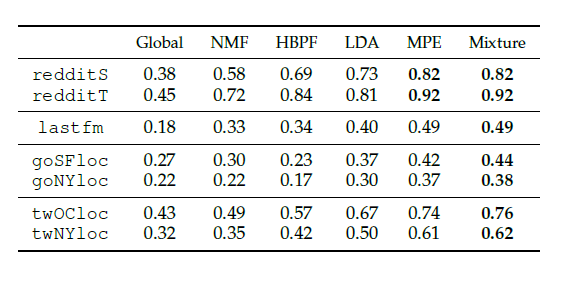 Global NMF HBPF LDA MPE Mixture
redditS 0.38 0.58 0.69 0.73 0.82 0.82
redditT 0.45 0.72 0.84 0.81 0.92 0.92
lastfm 0.18 0.33 0.34 0.40 0.49 0.49
goSFloc 0.27 0.30 0.23 0.37 0.42 0.44
goNYloc 0.22 0.22 0.17 0.30 0.37 0.38
twOCloc 0.43 0.49 0.57 0.67 0.74 0.76
twNYloc 0.32 0.35 0.42 0.50 0.61 0.62